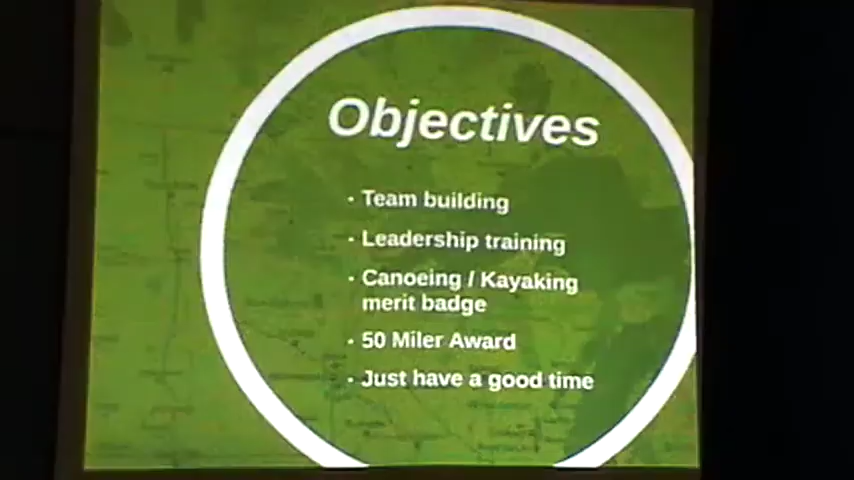 Objectives
· Team building
· Leadership training
· Canoeing / Kayaking
merit badge
· 50 Miler Award
· Just have a good time